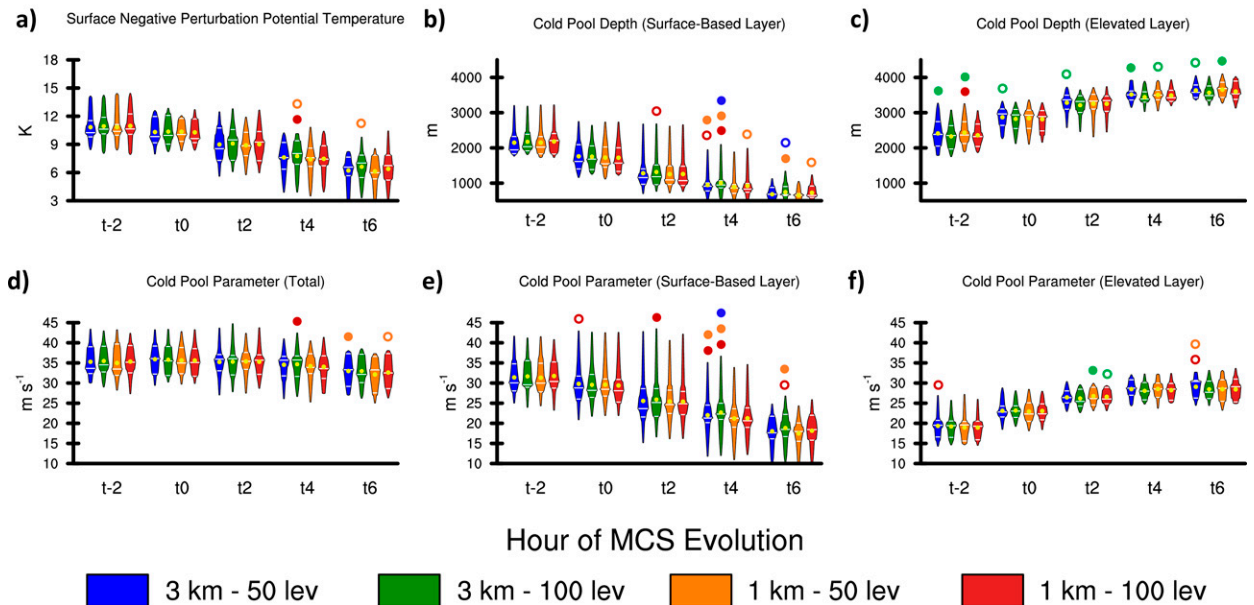 a)
Surface Negative Perturbation Potential Temperature
18
15
12
9
6
3
K
t-2 t0 t2 t4 t6
b)
Cold Pool Depth (Surface-Based Layer)
4000
3000
2000
1000
m
t-2 t0 t2 t4 t6
c)
Cold Pool Depth (Elevated Layer)
4000
3000
2000
1000
m
t-2 t0 t2 t4 t6
d)
Cold Pool Parameter (Total)
45
40
35
30
25
20
15
10
m s⁻¹
t-2 t0 t2 t4 t6
e)
Cold Pool Parameter (Surface-Based Layer)
45
40
35
30
25
20
15
10
m s⁻¹
t-2 t0 t2 t4 t6
f)
Cold Pool Parameter (Elevated Layer)
45
40
35
30
25
20
15
10
m s⁻¹
t-2 t0 t2 t4 t6
Hour of MCS Evolution
3 km - 50 lev 3 km - 100 lev 1 km - 50 lev 1 km - 100 lev